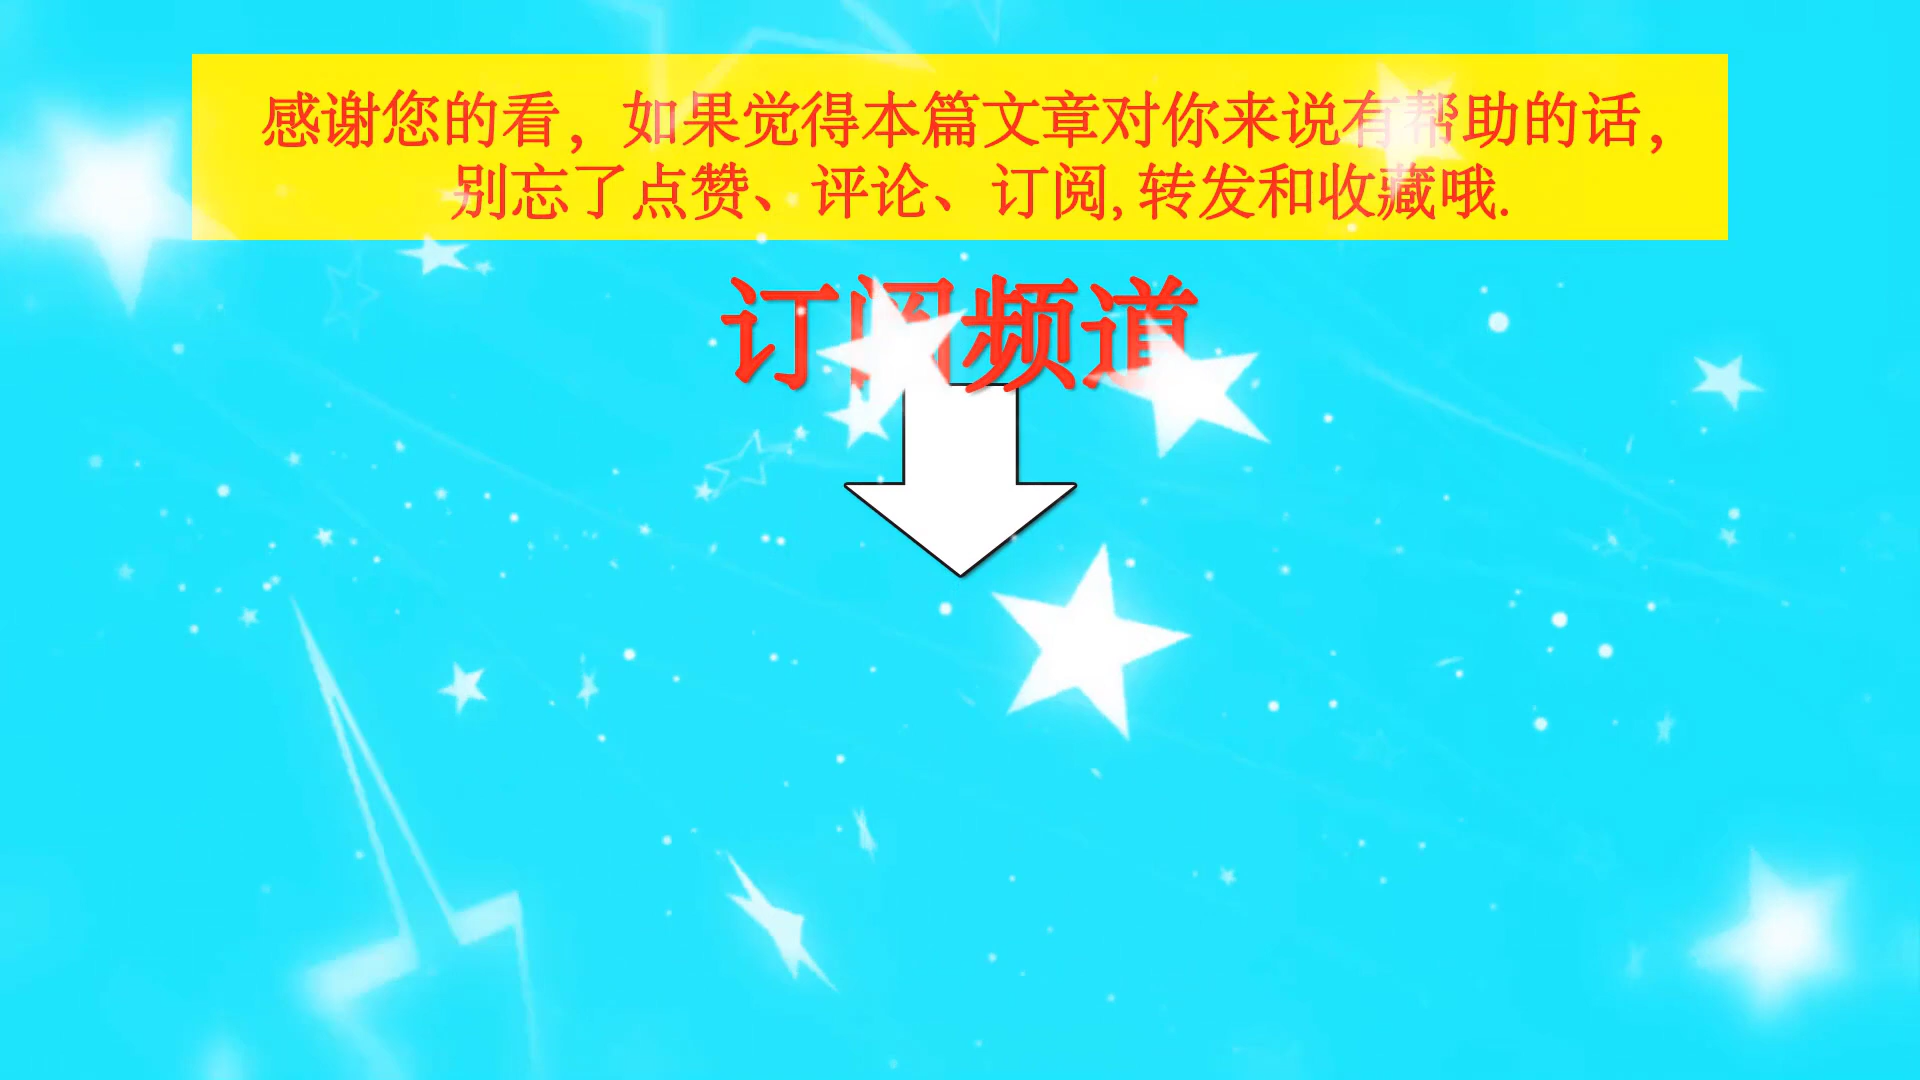 感谢您的看，如果觉得本篇文章对你来说有帮助的话，
别忘了点赞、评论、订阅,转发和收藏哦.
订阅频道